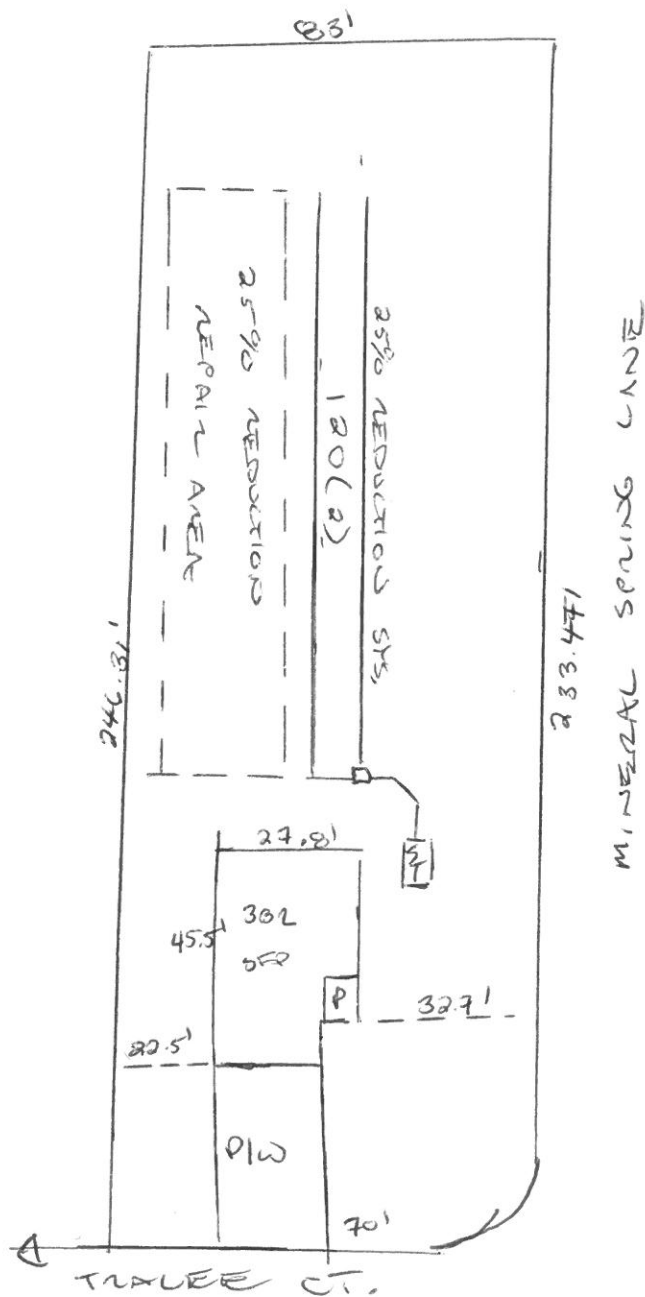 83'
25% REDUCTION
REPAIR AREA
120(2)
25% REDUCTION SYS.
246.31'
233.47'
MINERAL SPRING LANE
27.8'
ST
45.5'
3BR
SFD
P
32.7'
22.5'
D/W
70'
TRALEE CT.